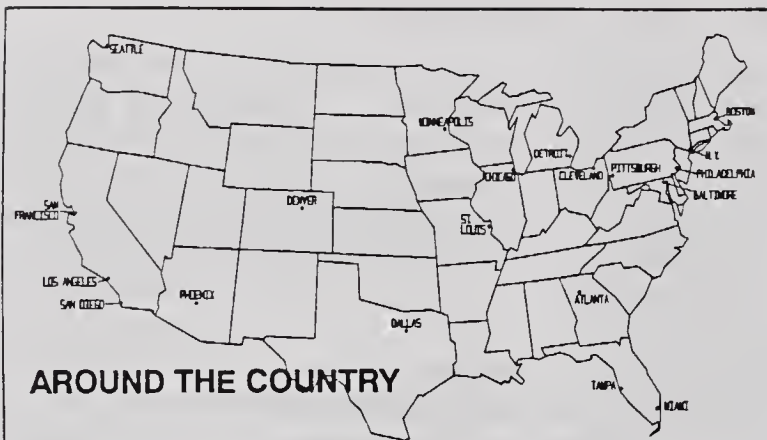 SEATTLE
BOSTON
MINNEAPOLIS
N.Y.
DETROIT
CHICAGO
CLEVELAND
PITTSBURGH
PHILADELPHIA
BALTIMORE
DENVER
SAN
FRANCISCO
ST.
LOUIS
LOS ANGELES
SAN DIEGO
PHOENIX
ATLANTA
DALLAS
AROUND THE COUNTRY
TAMPA
MIAMI